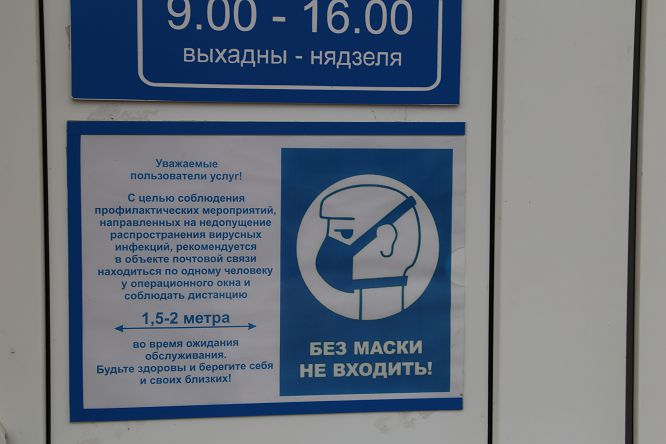 9.00 - 16.00
выхадны - нядзеля
Уважаемые
пользователи услуг!
С целью соблюдения
профилактических мероприятий,
направленных на недопущение
распространения вирусных
инфекций, рекомендуется
в объекте почтовой связи
находиться по одному человеку
у операционного окна и
соблюдать дистанцию
1,5-2 метра
во время ожидания
обслуживания.
Будьте здоровы и берегите себя
и своих близких!
БЕЗ МАСКИ
НЕ ВХОДИТЬ!